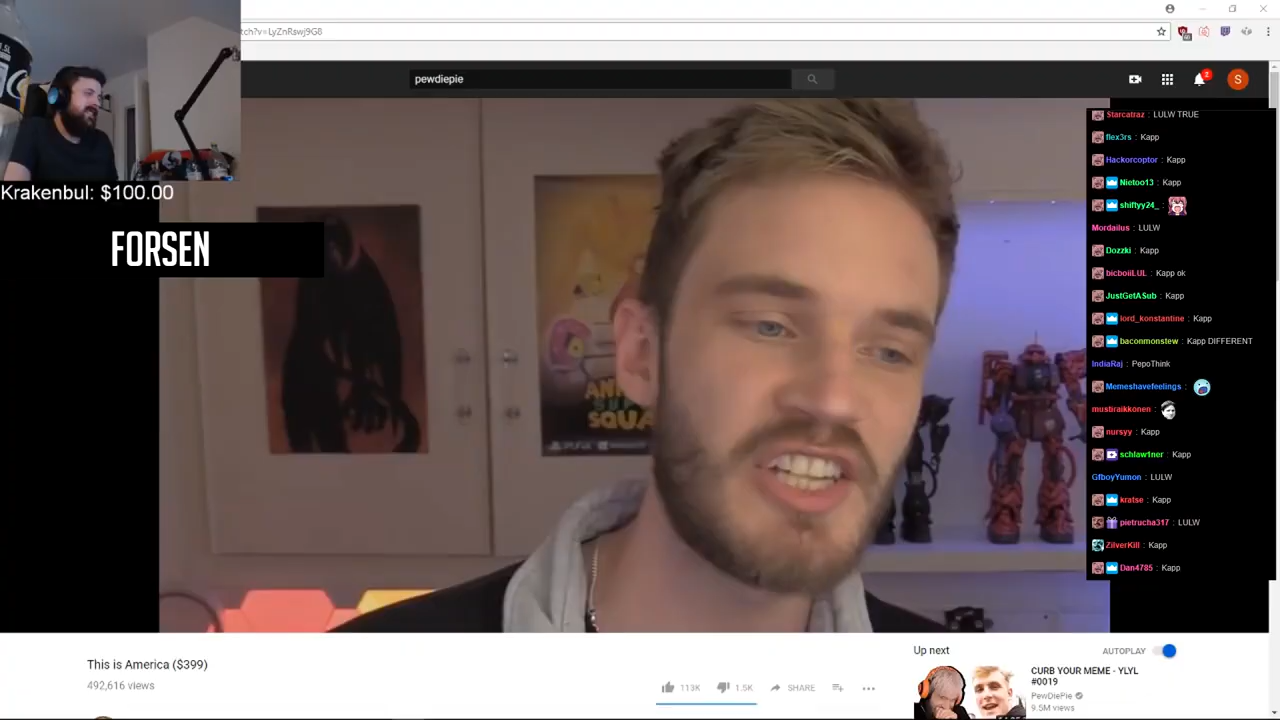 tch?v=LyZnRswj9G8
pewdiepie
2
S
Krakenbul: $100.00
FORSEN
Starcatraz: LULW TRUE
flex3rs : Kapp
Hackorcoptor : Kapp
Nietoo13 : Kapp
shiftyy24_ :
Mordailus : LULW
Dozzki : Kapp
bicboiiLUL : Kapp ok
JustGetASub : Kapp
lord_konstantine : Kapp
baconmonstew : Kapp DIFFERENT
IndiaRaj : PepoThink
Memeshavefeelings :
mustiraikkonen :
nursyy : Kapp
schlaw1ner : Kapp
GfboyYumon : LULW
kratse : Kapp
pietrucha317 : LULW
ZilverKill : Kapp
Dan4785 : Kapp
This is America ($399)
492,616 views
113K 1.5K SHARE
Up next
AUTOPLAY
CURB YOUR MEME - YLYL
#0019
PewDiePie
9.5M views